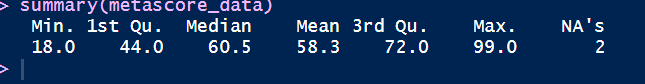 > summary(metascore_data)
   Min. 1st Qu.  Median    Mean 3rd Qu.    Max.    NA's
   18.0    44.0    60.5    58.3    72.0    99.0       2
>